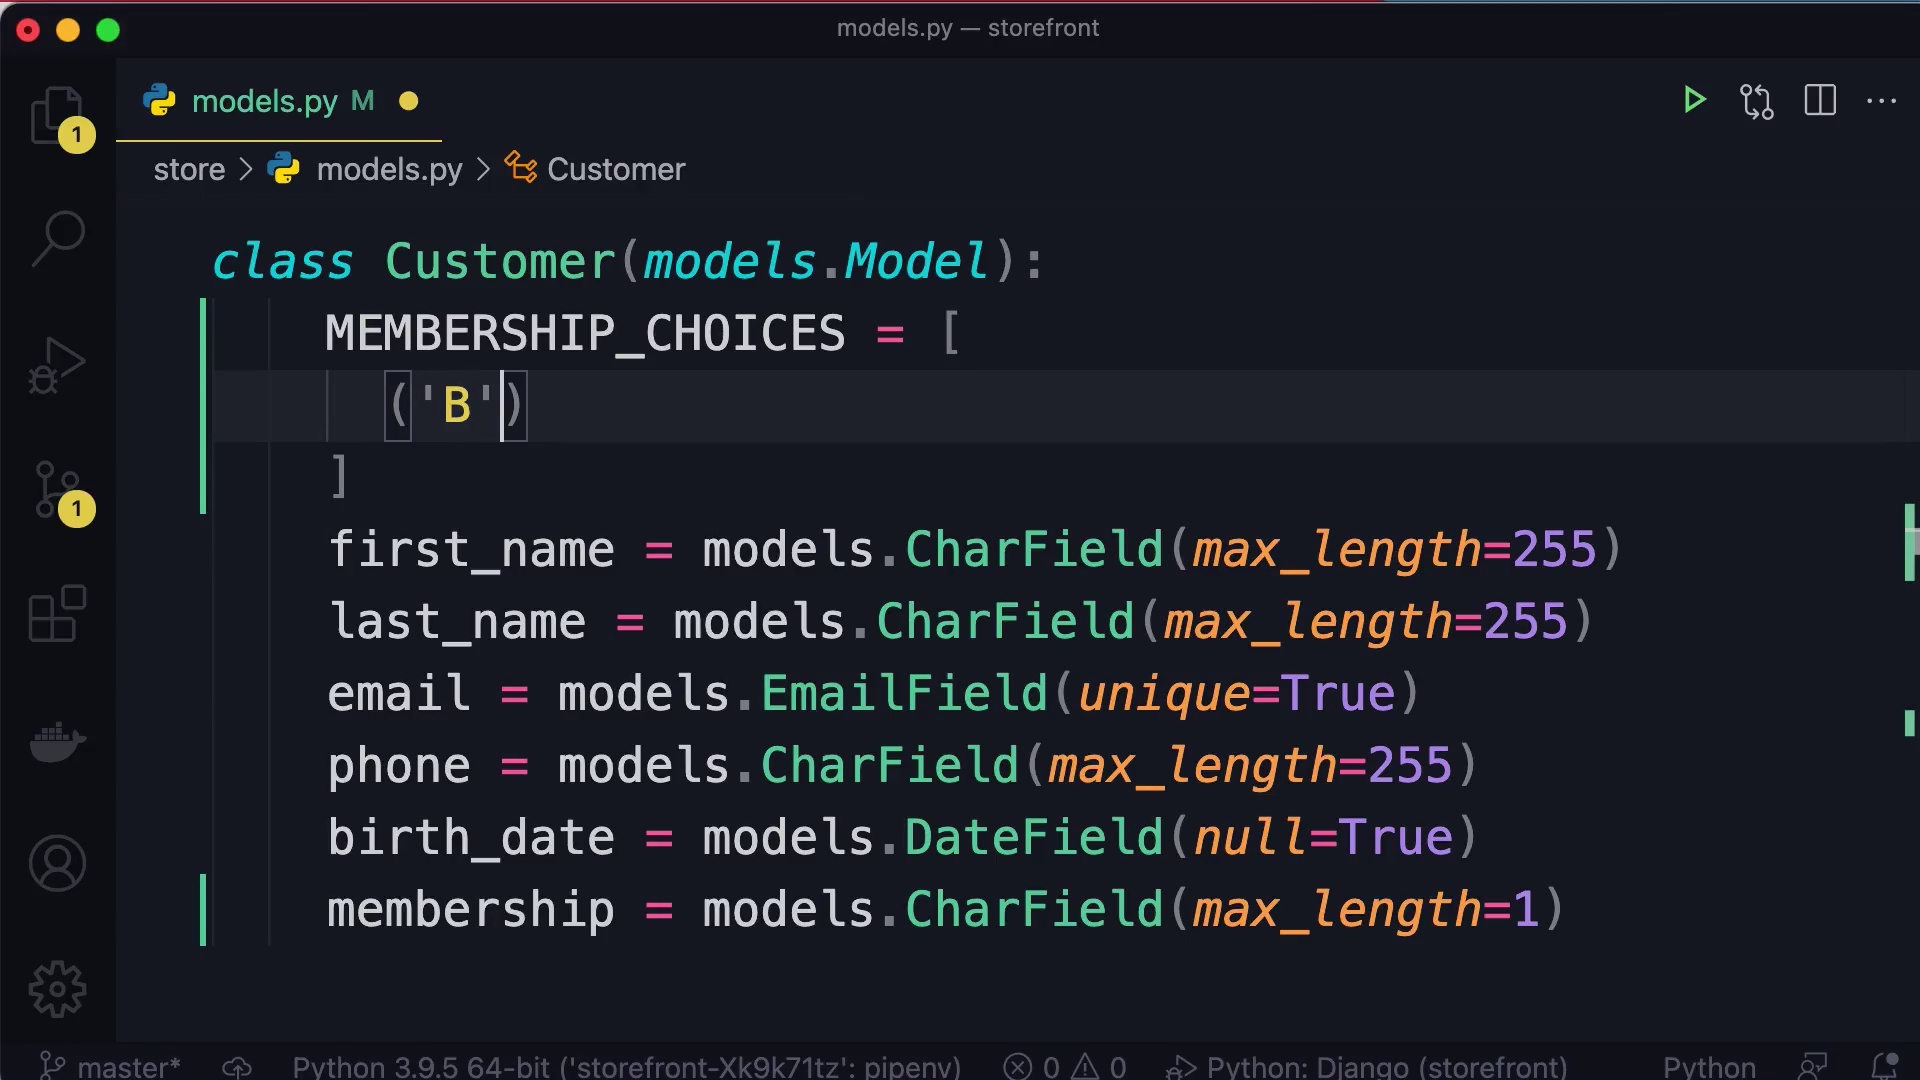 models.py — storefront
models.py M
1
store > models.py > Customer
class Customer(models.Model):
MEMBERSHIP_CHOICES = [
('B')
]
1
first_name = models.CharField(max_length=255)
last_name = models.CharField(max_length=255)
email = models.EmailField(unique=True)
phone = models.CharField(max_length=255)
birth_date = models.DateField(null=True)
membership = models.CharField(max_length=1)
master* Python 3.9.5 64-bit ('storefront-Xk9k71tz': pipenv) 0 0 Python: Django (storefront) Python